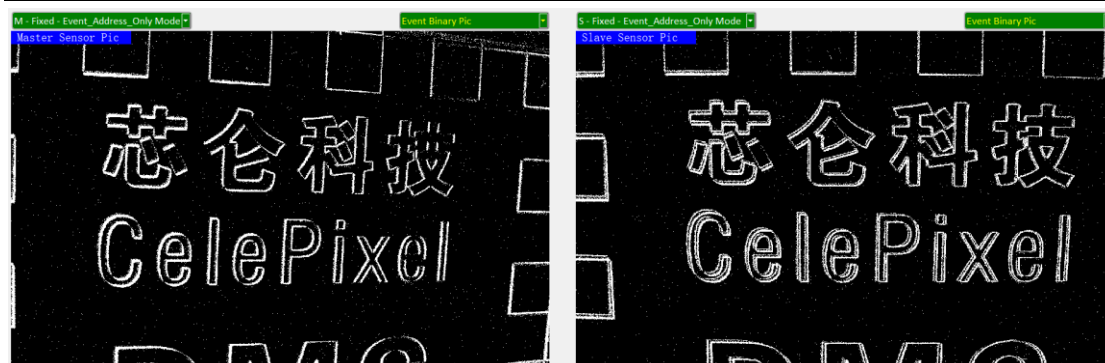 M - Fixed - Event_Address_Only Mode
Event Binary Pic
Master Sensor Pic
芯仑科技
CelePixel
S - Fixed - Event_Address_Only Mode
Event Binary Pic
Slave Sensor Pic
芯仑科技
CelePixel